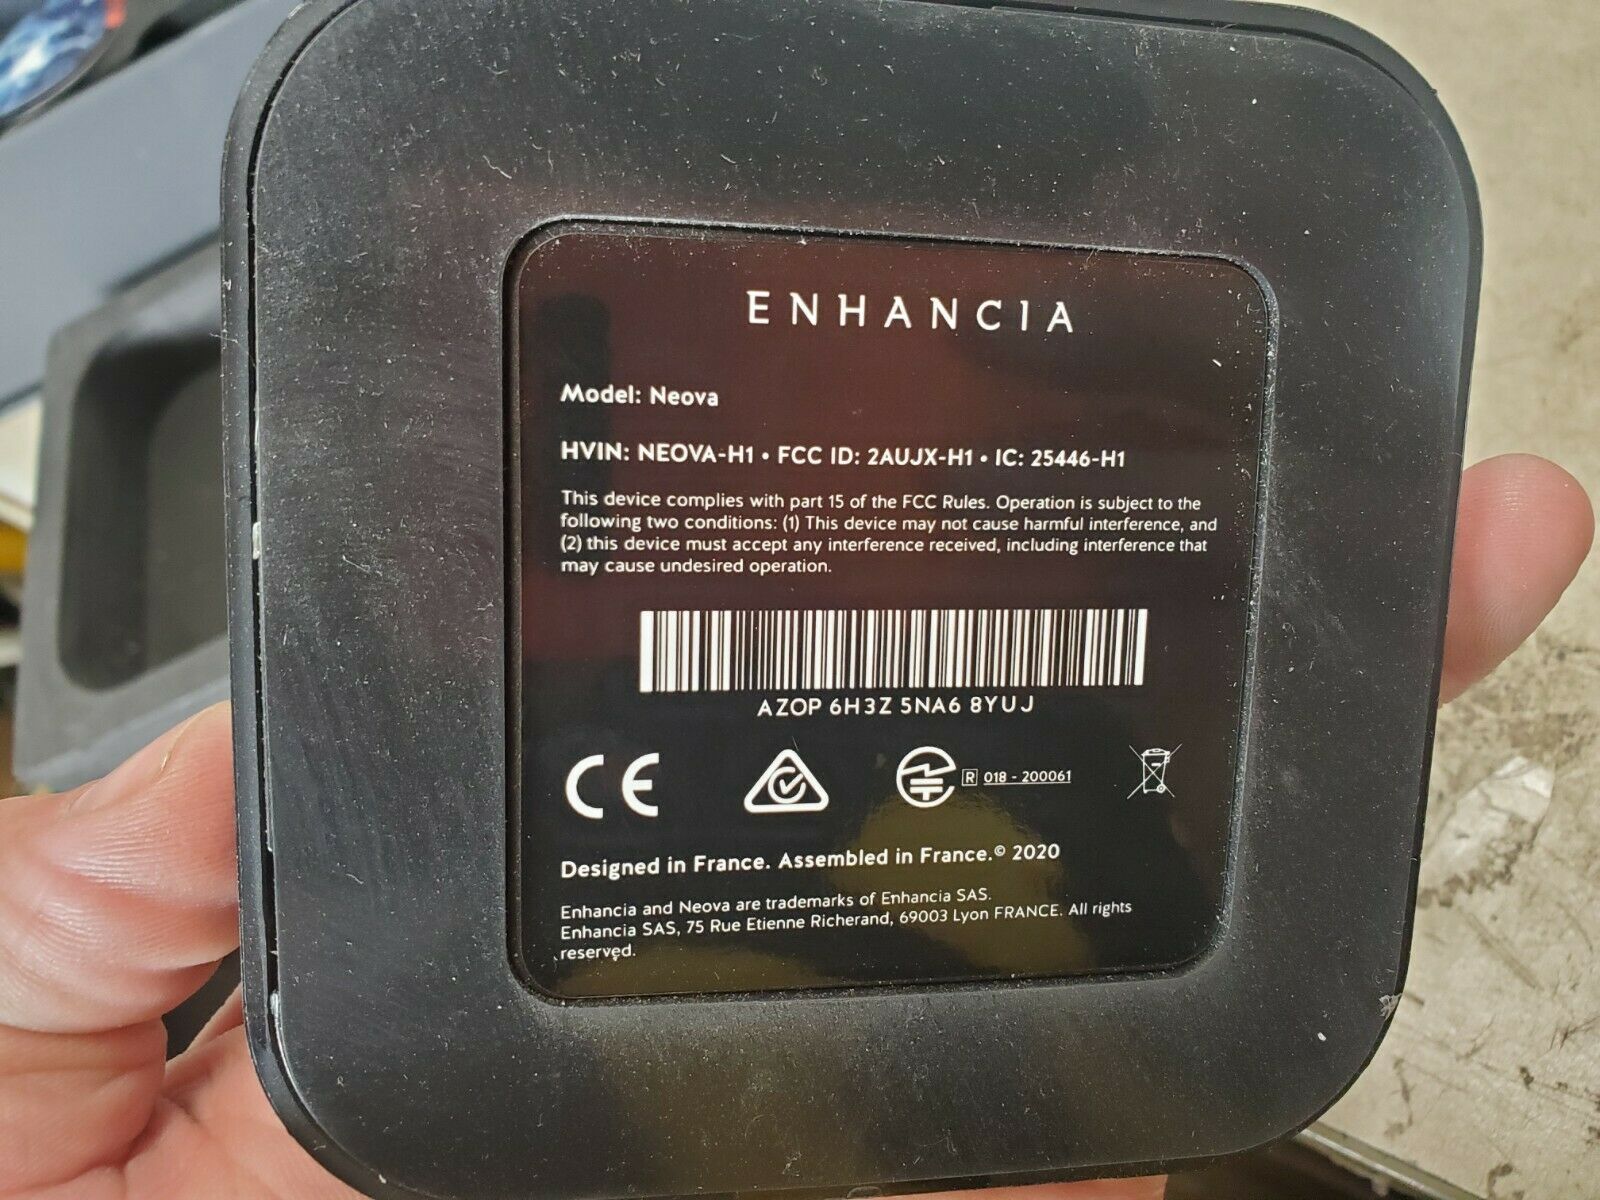 ENHANCIA
Model: Neova
HVIN: NEOVA-H1 • FCC ID: 2AUJX-H1 • IC: 25446-H1
This device complies with part 15 of the FCC Rules. Operation is subject to the
following two conditions: (1) This device may not cause harmful interference, and
(2) this device must accept any interference received, including interference that
may cause undesired operation.
AZOP 6H3Z 5NA6 8YUJ
CE
R 018 - 200061
Designed in France. Assembled in France.© 2020
Enhancia and Neova are trademarks of Enhancia SAS.
Enhancia SAS, 75 Rue Etienne Richerand, 69003 Lyon FRANCE. All rights
reserved.